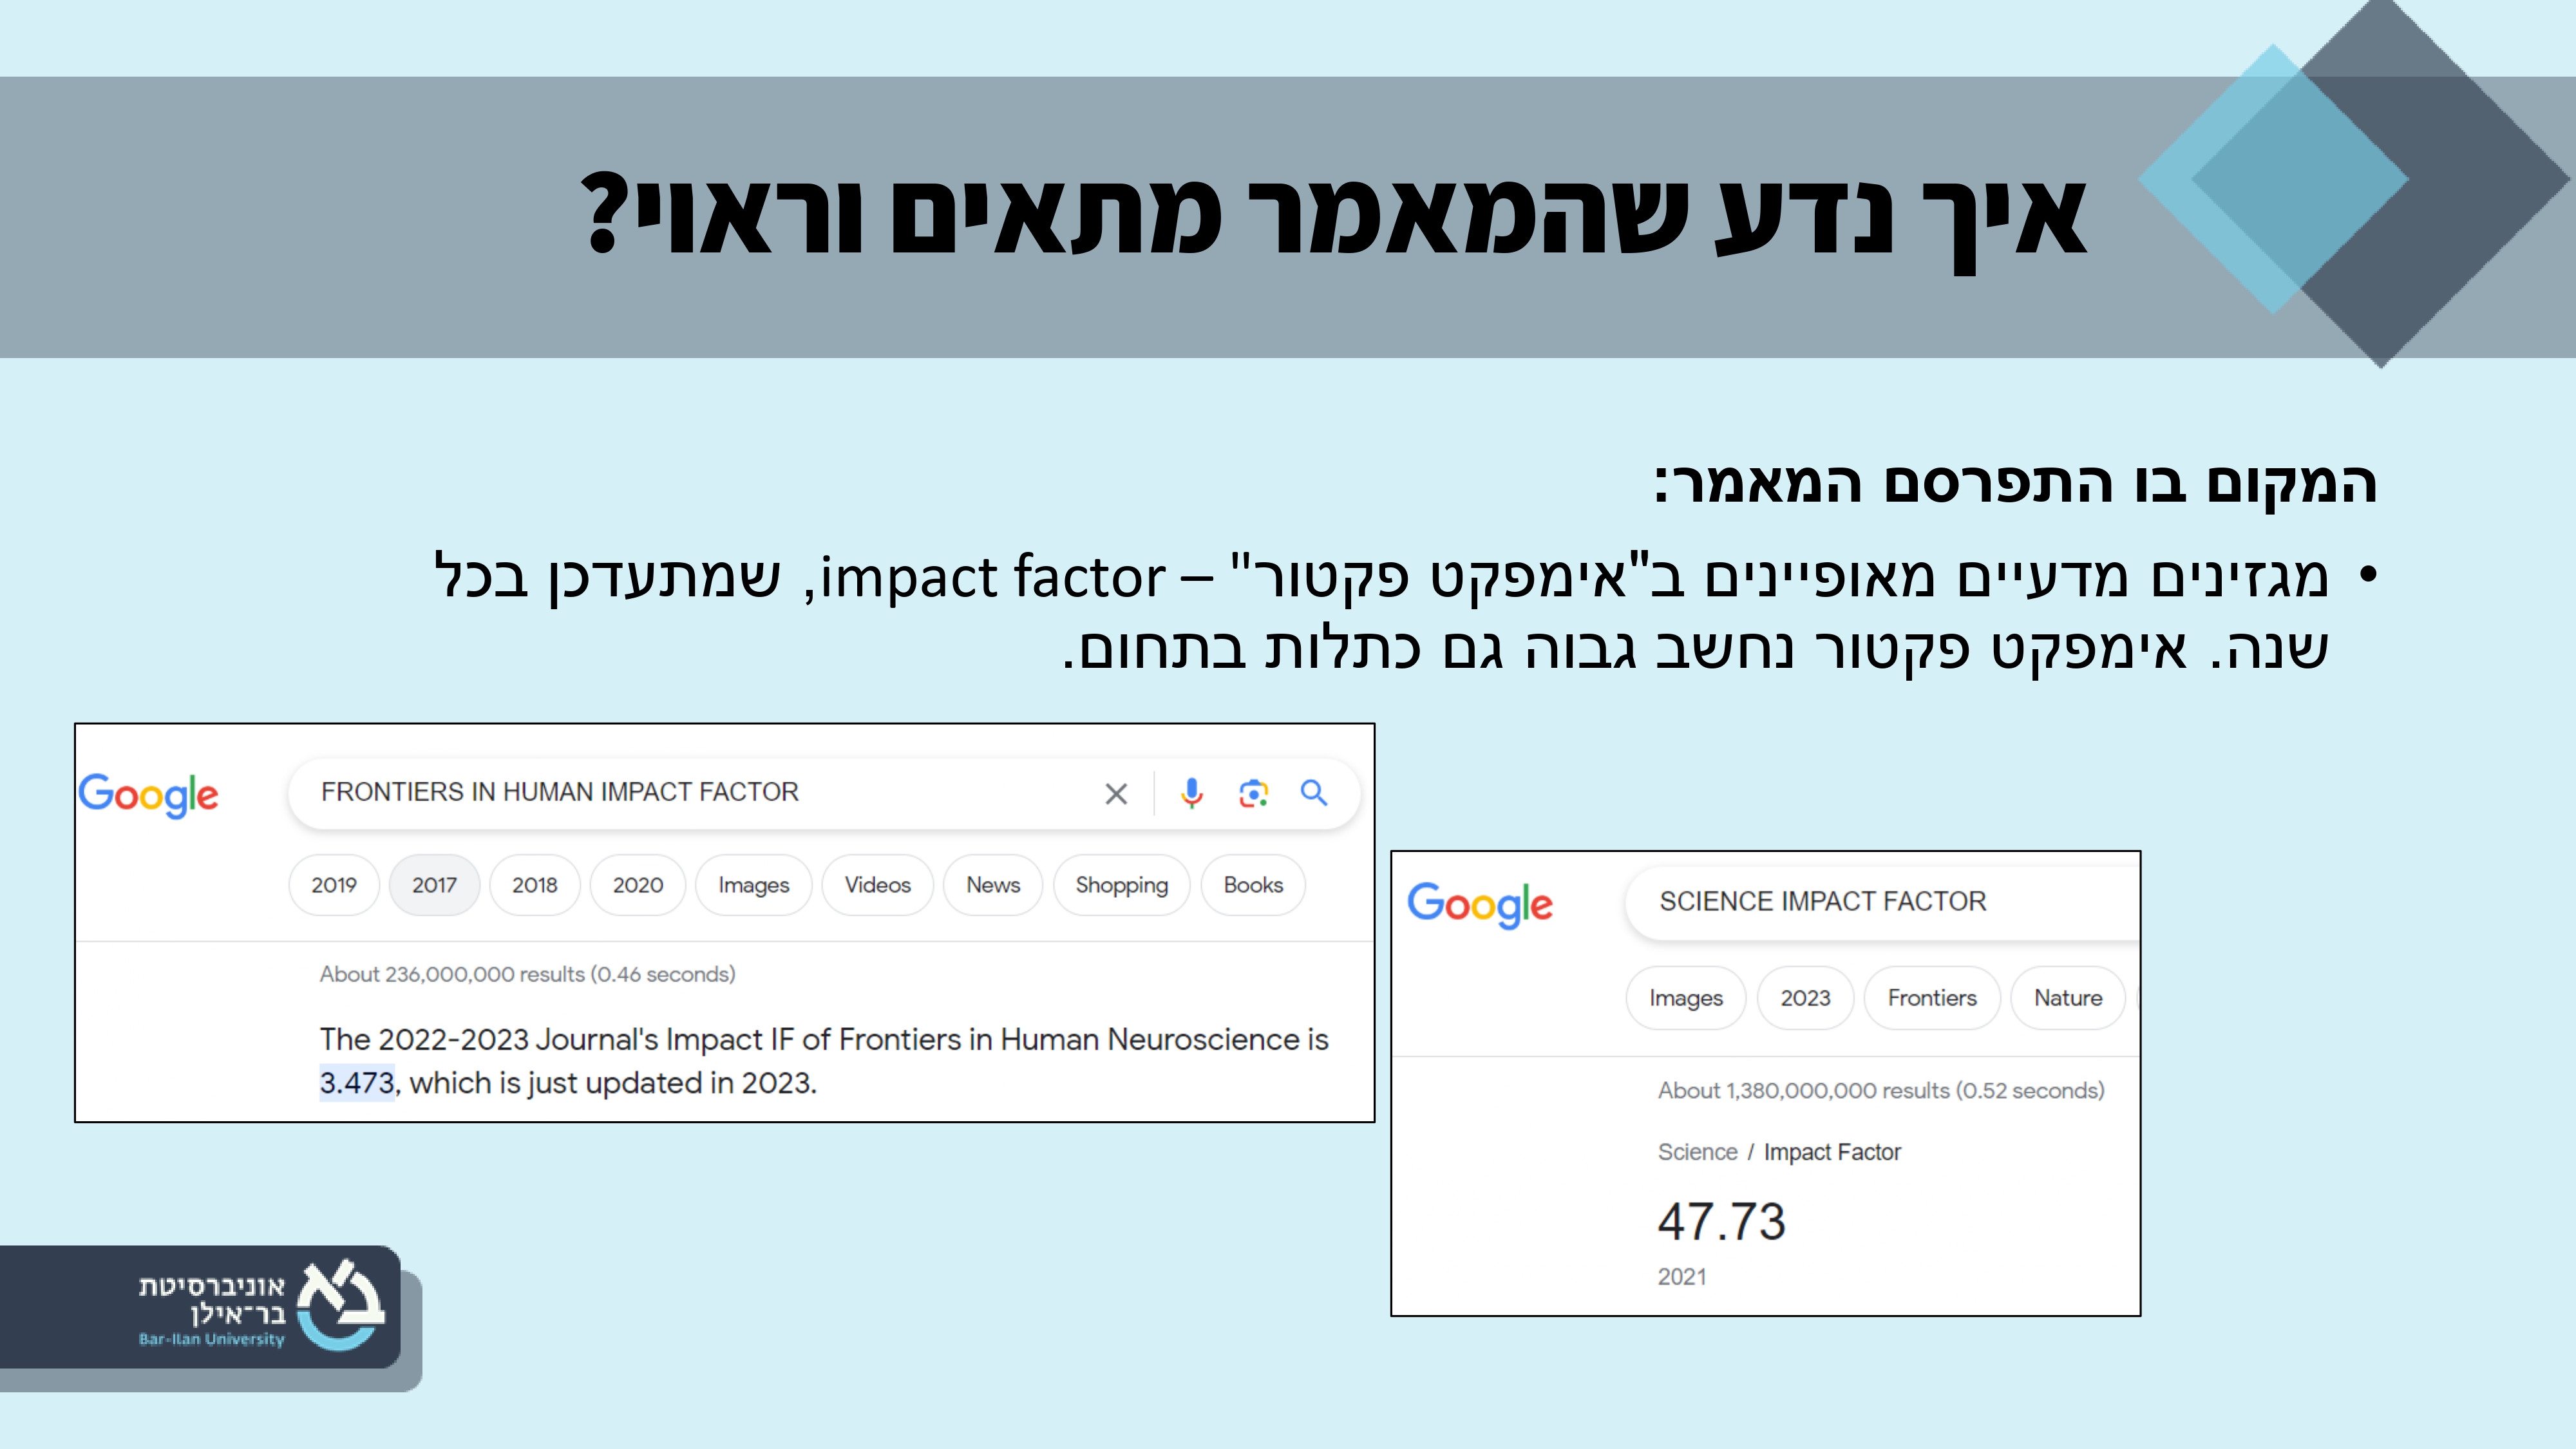 איך נדע שהמאמר מתאים וראוי?
המקום בו התפרסם המאמר:
• מגזינים מדעיים מאופיינים ב"אימפקט פקטור" – impact factor, שמתעדכן בכל
שנה. אימפקט פקטור נחשב גבוה גם כתלות בתחום.
Google
FRONTIERS IN HUMAN IMPACT FACTOR
2019 2017 2018 2020 Images Videos News Shopping Books
About 236,000,000 results (0.46 seconds)
The 2022-2023 Journal's Impact IF of Frontiers in Human Neuroscience is
3.473, which is just updated in 2023.
Google
SCIENCE IMPACT FACTOR
Images 2023 Frontiers Nature
About 1,380,000,000 results (0.52 seconds)
Science / Impact Factor
47.73
2021
אוניברסיטת
בר־אילן
Bar-Ilan University